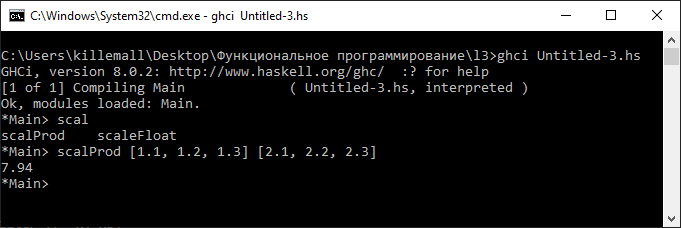 C:\Windows\System32\cmd.exe - ghci Untitled-3.hs
C:\Users\killemall\Desktop\Функциональное программирование\l3>ghci Untitled-3.hs
GHCi, version 8.0.2: http://www.haskell.org/ghc/  :? for help
[1 of 1] Compiling Main             ( Untitled-3.hs, interpreted )
Ok, modules loaded: Main.
*Main> scal
scalProd    scaleFloat
*Main> scalProd [1.1, 1.2, 1.3] [2.1, 2.2, 2.3]
7.94
*Main>